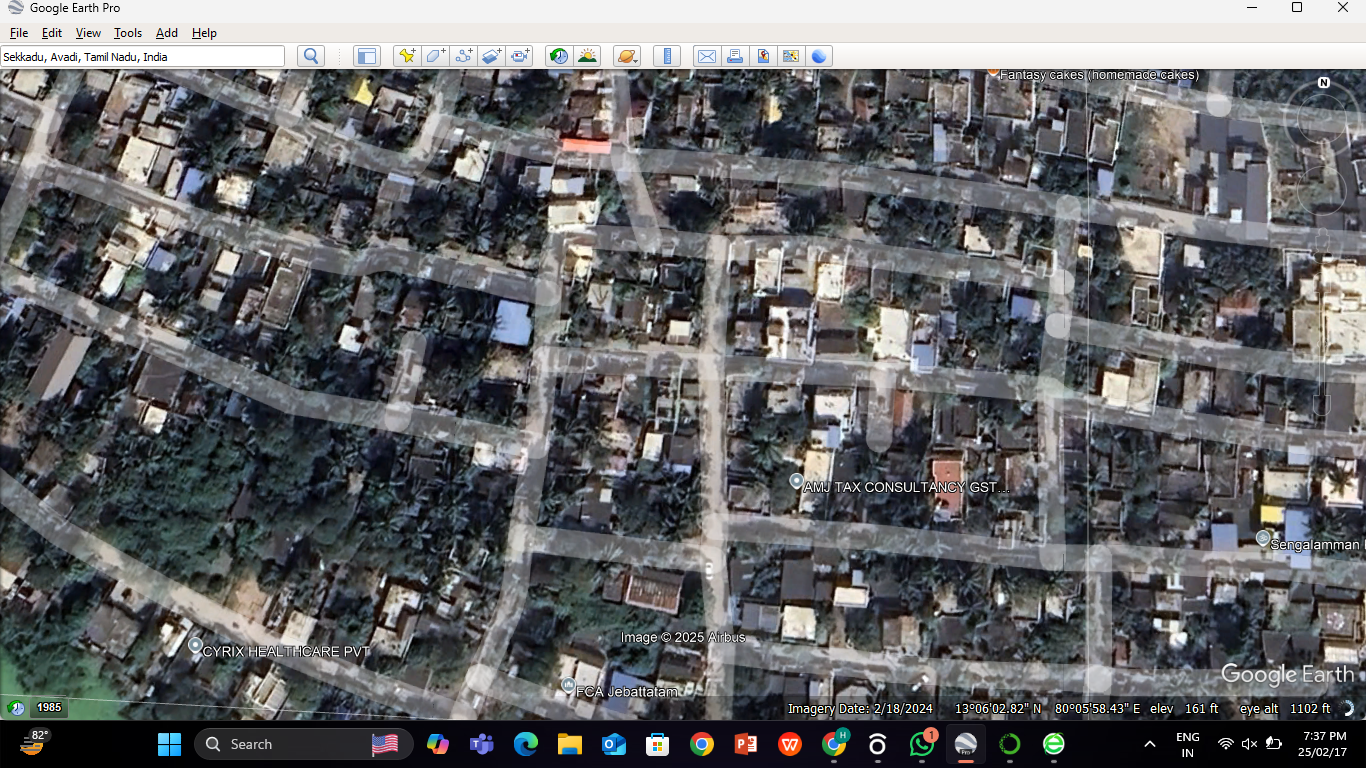 Google Earth Pro
File Edit View Tools Add Help
Sekkadu, Avadi, Tamil Nadu, India
Fantasy cakes (homemade cakes)
N
AMJ TAX CONSULTANCY GST...
Sengalamman
Image © 2025 Airbus
CYRIX HEALTHCARE PVT
FCA Jebattatam
Google Earth
1985
Imagery Date: 2/18/2024 13°06'02.82" N 80°05'58.43" E elev 161 ft eye alt 1102 ft
82°
Search
Pro
H
1
ENG
IN
7:37 PM
25/02/17